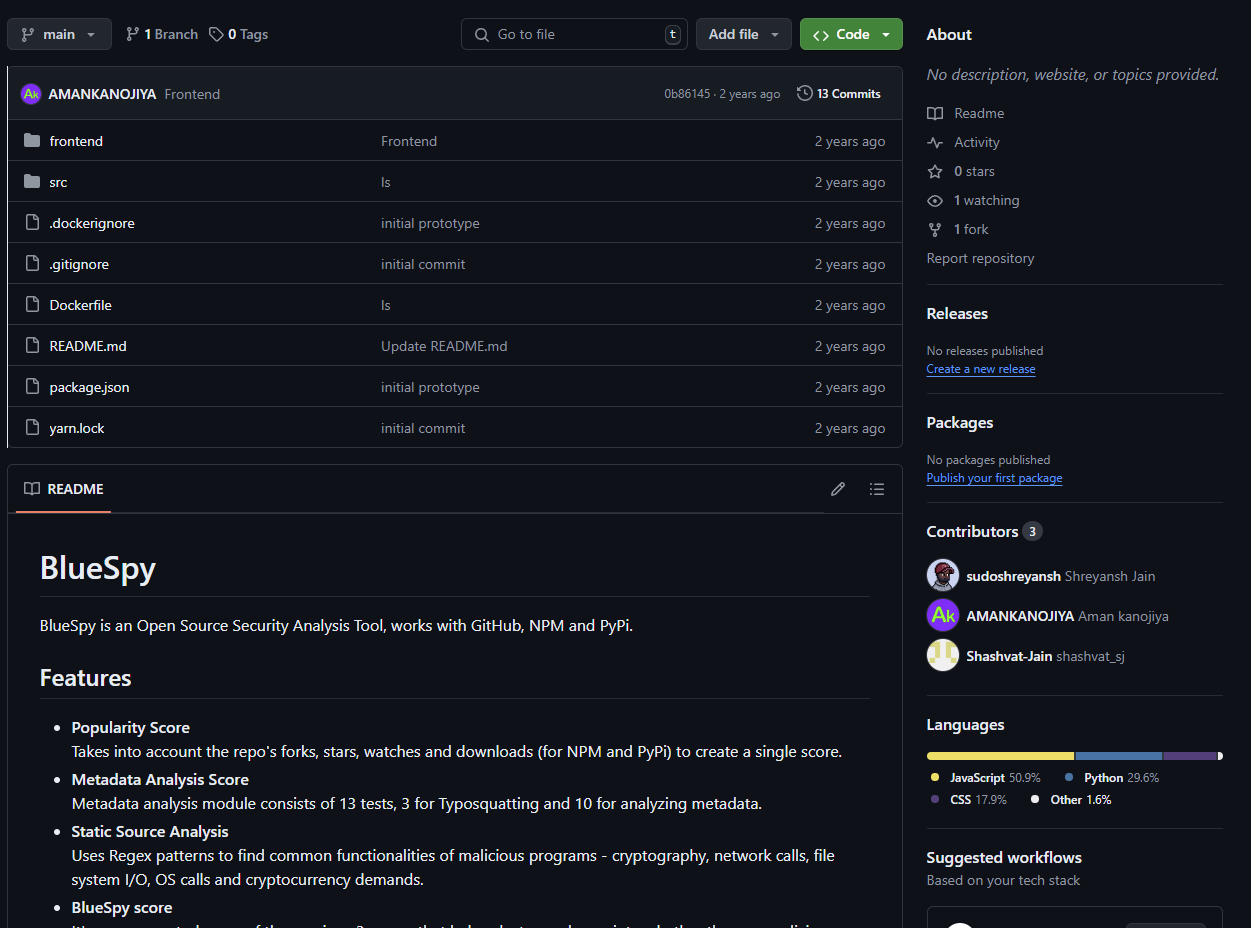 main
1 Branch
0 Tags
Go to file
t
Add file
Code
AMANKANOJIYA Frontend
0b86145 · 2 years ago
13 Commits
frontend Frontend 2 years ago
src ls 2 years ago
.dockerignore initial prototype 2 years ago
.gitignore initial commit 2 years ago
Dockerfile ls 2 years ago
README.md Update README.md 2 years ago
package.json initial prototype 2 years ago
yarn.lock initial commit 2 years ago
README
BlueSpy
BlueSpy is an Open Source Security Analysis Tool, works with GitHub, NPM and PyPi.
Features
• Popularity Score
Takes into account the repo's forks, stars, watches and downloads (for NPM and PyPi) to create a single score.
• Metadata Analysis Score
Metadata analysis module consists of 13 tests, 3 for Typosquatting and 10 for analyzing metadata.
• Static Source Analysis
Uses Regex patterns to find common functionalities of malicious programs - cryptography, network calls, file
system I/O, OS calls and cryptocurrency demands.
• BlueSpy score
About
No description, website, or topics provided.
Readme
Activity
0 stars
1 watching
1 fork
Report repository
Releases
No releases published
Create a new release
Packages
No packages published
Publish your first package
Contributors 3
sudoshreyansh Shreyansh Jain
Ak
AMANKANOJIYA Aman kanojiya
Shashvat-Jain shashvat_sj
Languages
JavaScript 50.9%
Python 29.6%
CSS 17.9%
Other 1.6%
Suggested workflows
Based on your tech stack